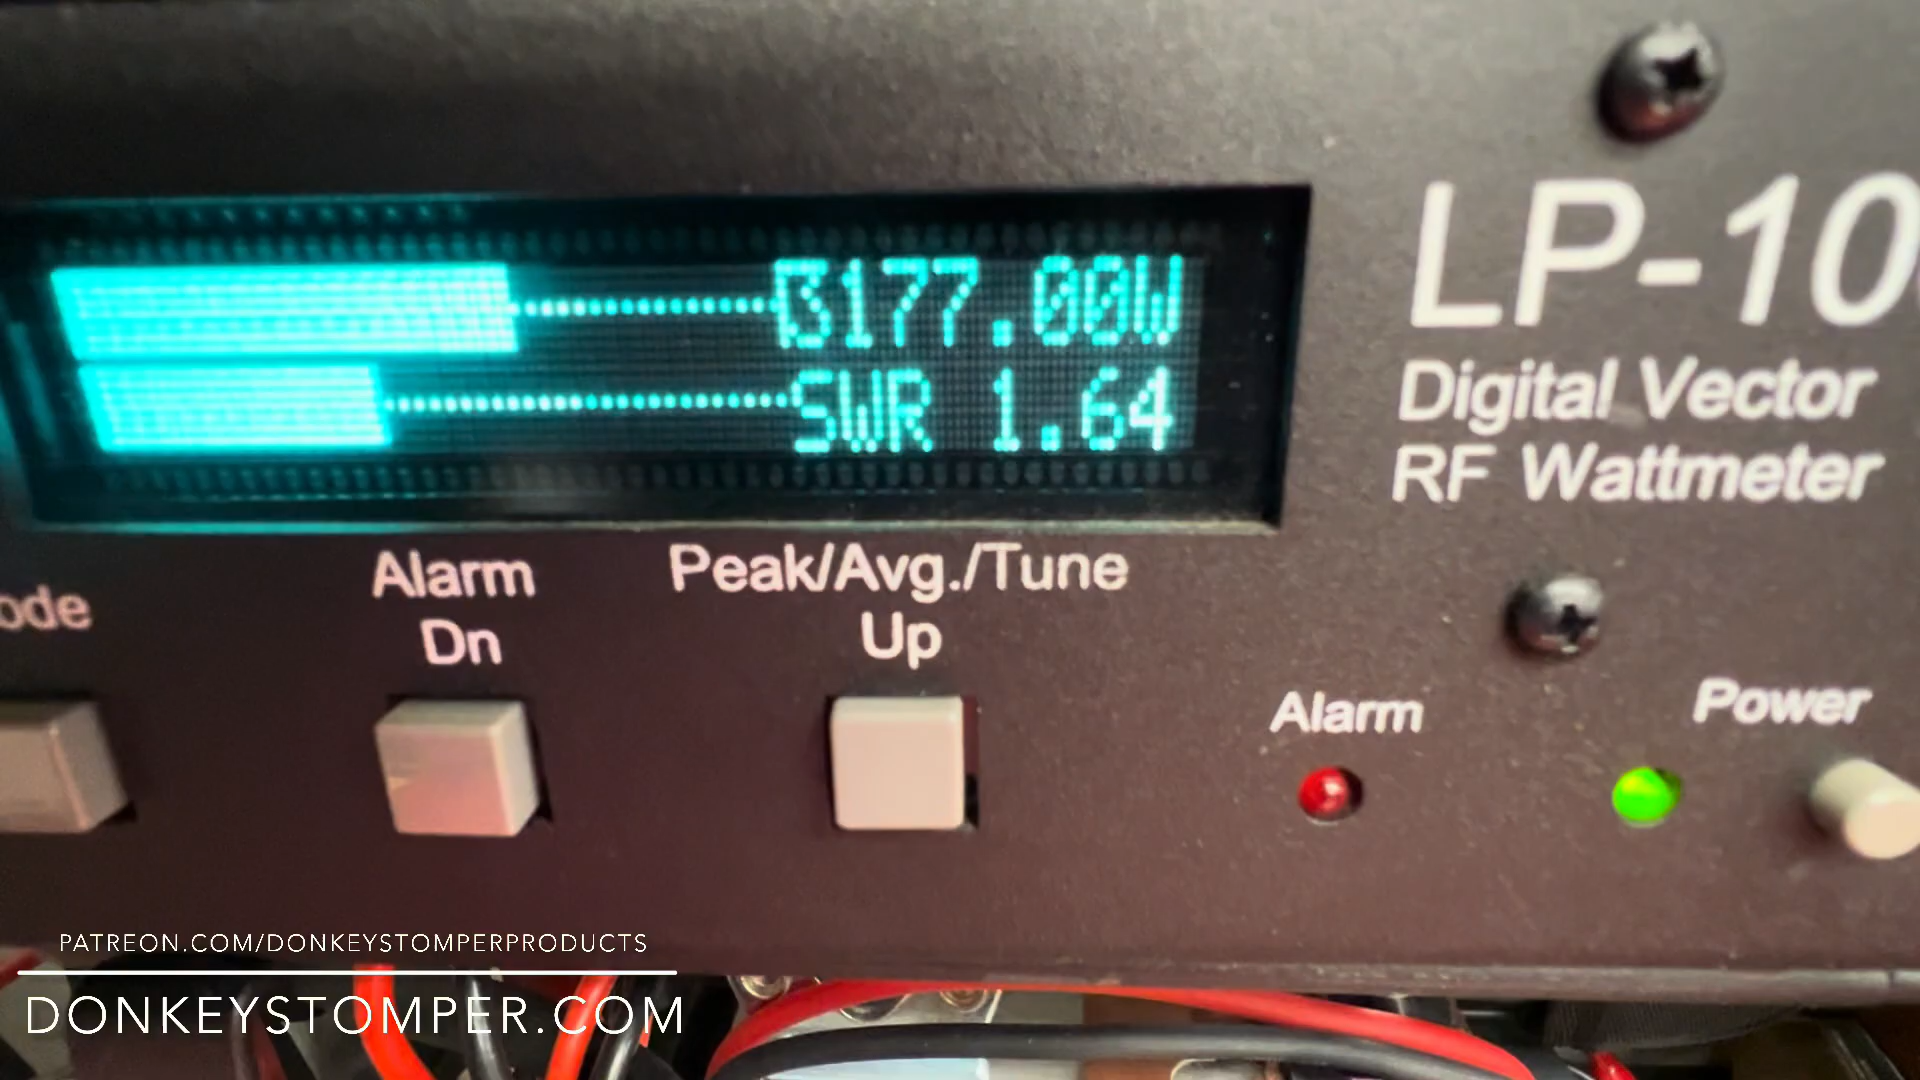 177.00W
SWR 1.64
LP-10
Digital Vector
RF Wattmeter
ode
Alarm
Dn
Peak/Avg./Tune
Up
Alarm
Power
PATREON.COM/DONKEYSTOMPERPRODUCTS
DONKEYSTOMPER.COM